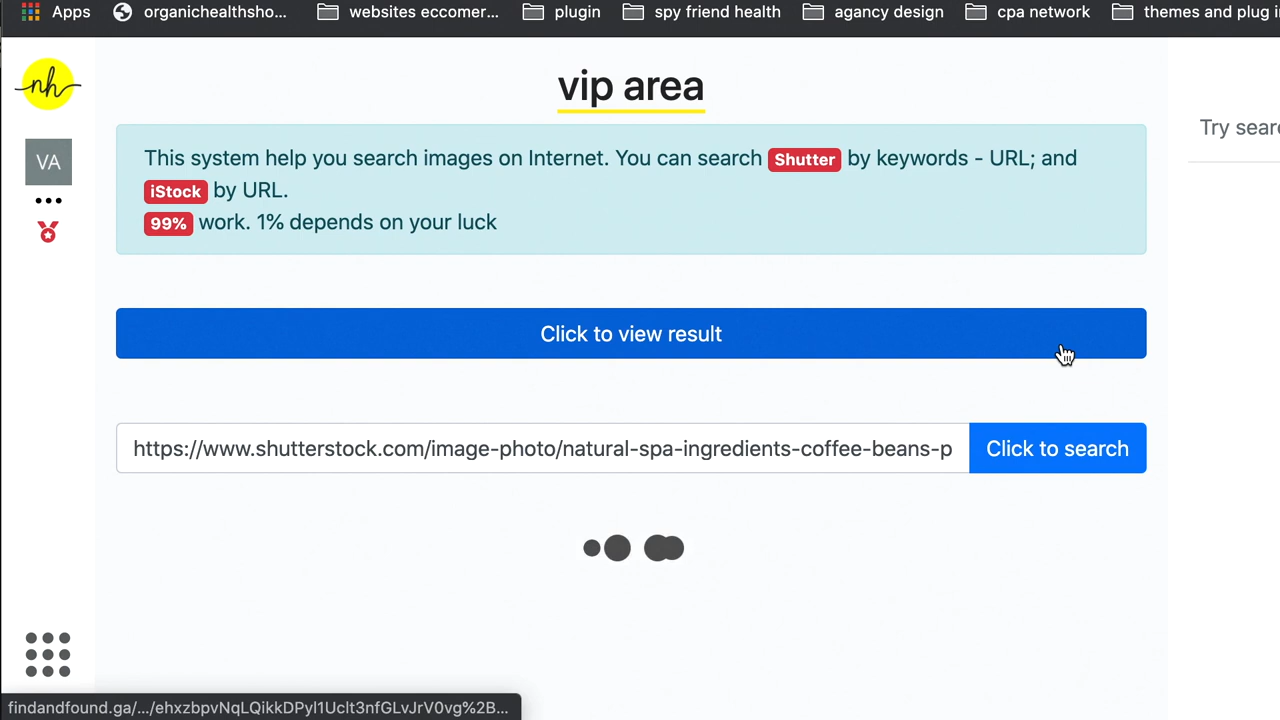 Apps organichealthsho... websites eccomer... plugin spy friend health agancy design cpa network themes and plug i
nh
vip area
Try sear
This system help you search images on Internet. You can search Shutter by keywords - URL; and
VA
iStock by URL.
99% work. 1% depends on your luck
Click to view result
https://www.shutterstock.com/image-photo/natural-spa-ingredients-coffee-beans-p Click to search
findandfound.ga/.../ehxzbpvNqLQikkDPyl1Uclt3nfGLvJrV0vg%2B...